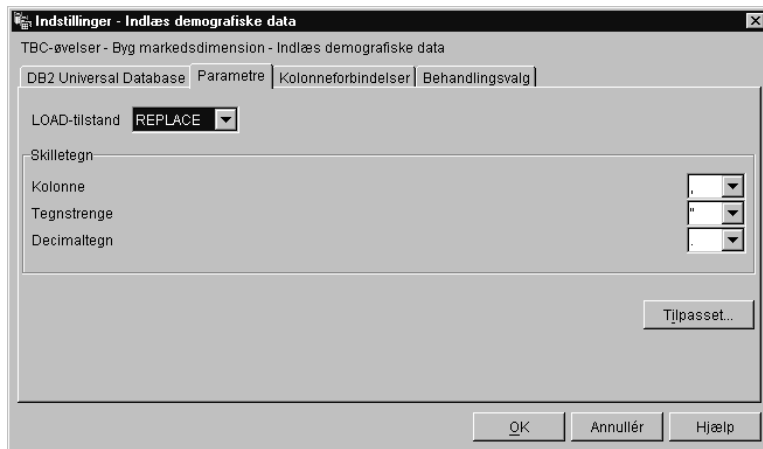 Indstillinger - Indlæs demografiske data
TBC-øvelser - Byg markedsdimension - Indlæs demografiske data
DB2 Universal Database Parametre Kolonneforbindelser Behandlingsvalg
LOAD-tilstand REPLACE
Skilletegn
Kolonne ,
Tegnstrenge "
Decimaltegn .
Tilpasset...
OK Annullér Hjælp